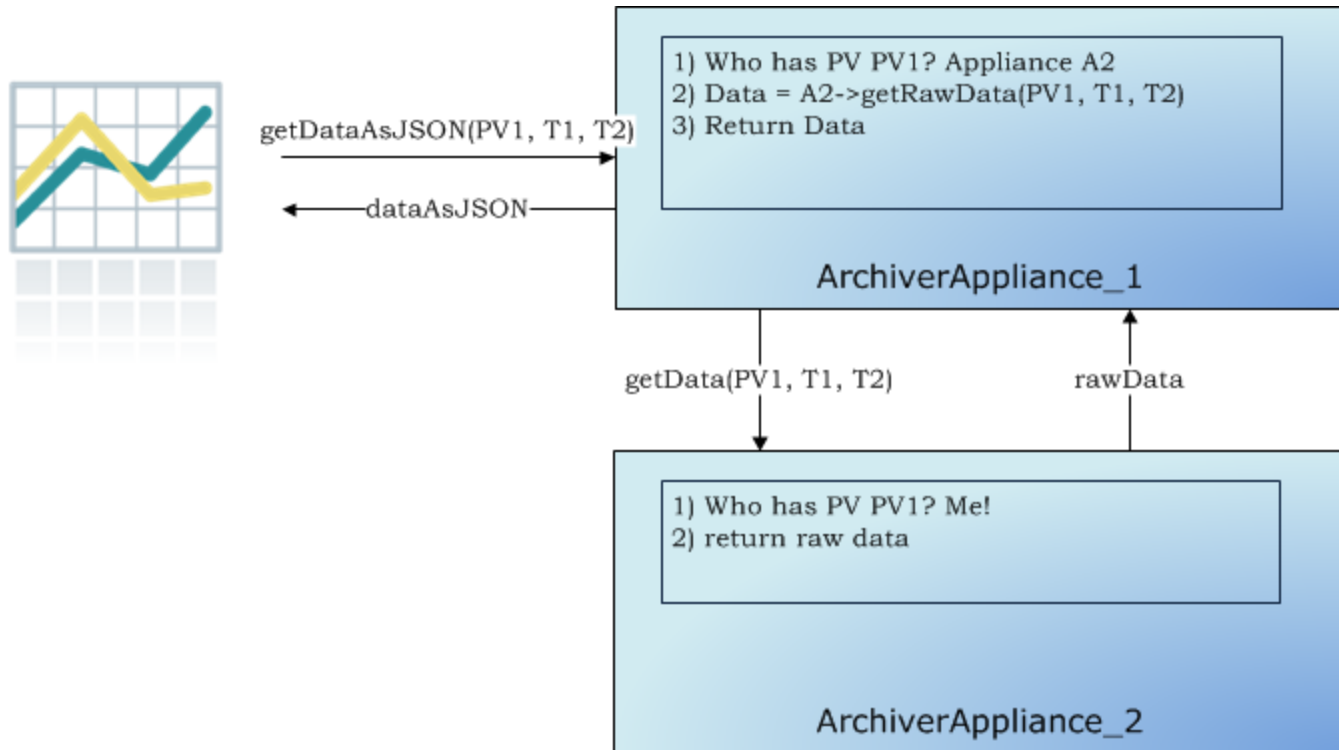 1) Who has PV PV1? Appliance A2
2) Data = A2->getRawData(PV1, T1, T2)
3) Return Data
getDataAsJSON(PV1, T1, T2)
dataAsJSON
ArchiverAppliance_1
getData(PV1, T1, T2)
rawData
1) Who has PV PV1? Me!
2) return raw data
ArchiverAppliance_2